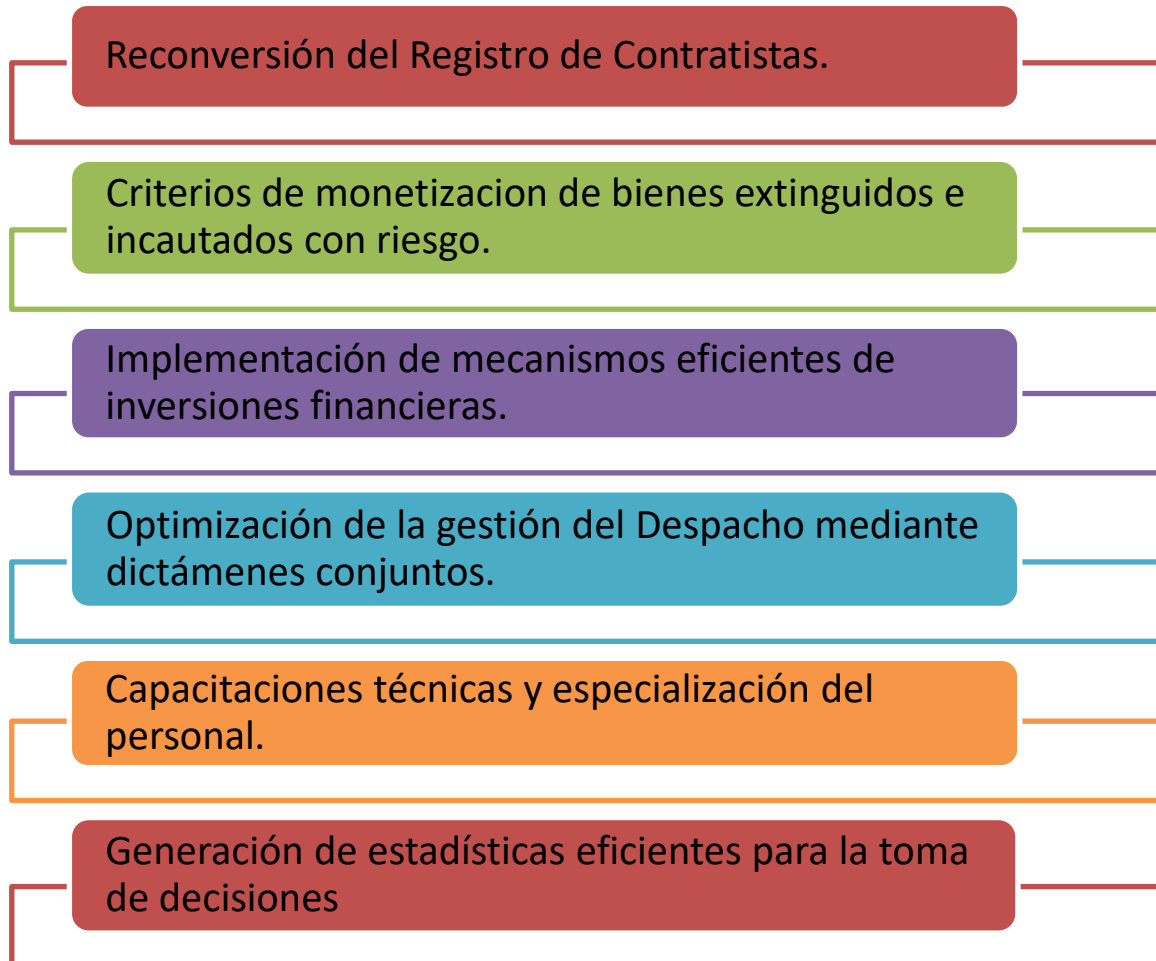 Reconversión del Registro de Contratistas.
Criterios de monetizacion de bienes extinguidos e
incautados con riesgo.
Implementación de mecanismos eficientes de
inversiones financieras.
Optimización de la gestión del Despacho mediante
dictámenes conjuntos.
Capacitaciones técnicas y especialización del
personal.
Generación de estadísticas eficientes para la toma
de decisiones